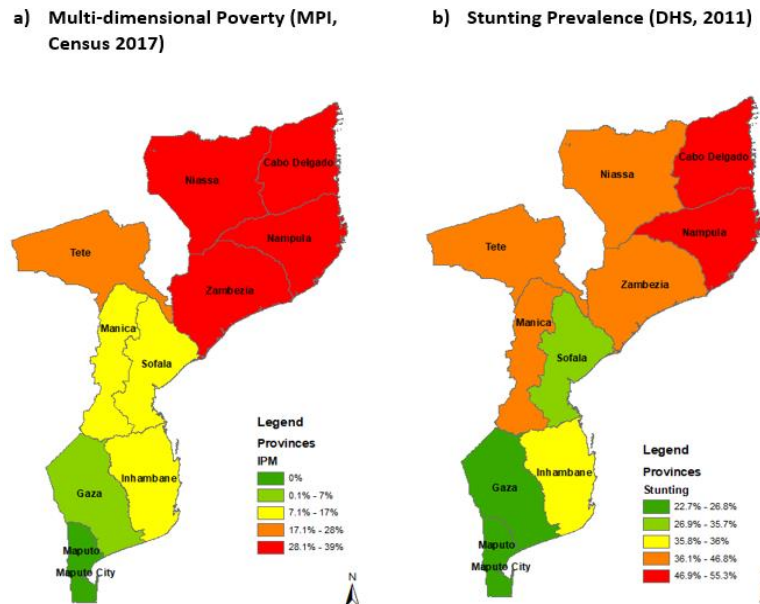 a) Multi-dimensional Poverty (MPI,
Census 2017)
Cabo Delgado
Niassa
Nampula
Tete
Zambezia
Manica
Sofala
Inhambane
Gaza
Maputo
Maputo City
Legend
Provinces
IPM
0%
0.1% - 7%
7.1% - 17%
17.1% - 28%
28.1% - 39%
N
b) Stunting Prevalence (DHS, 2011)
Cabo Delgado
Niassa
Nampula
Tete
Zambezia
Manica
Sofala
Inhambane
Gaza
Maputo
Maputo City
Legend
Provinces
Stunting
22.7% - 26.8%
26.9% - 35.7%
35.8% - 36%
36.1% - 46.8%
46.9% - 55.3%